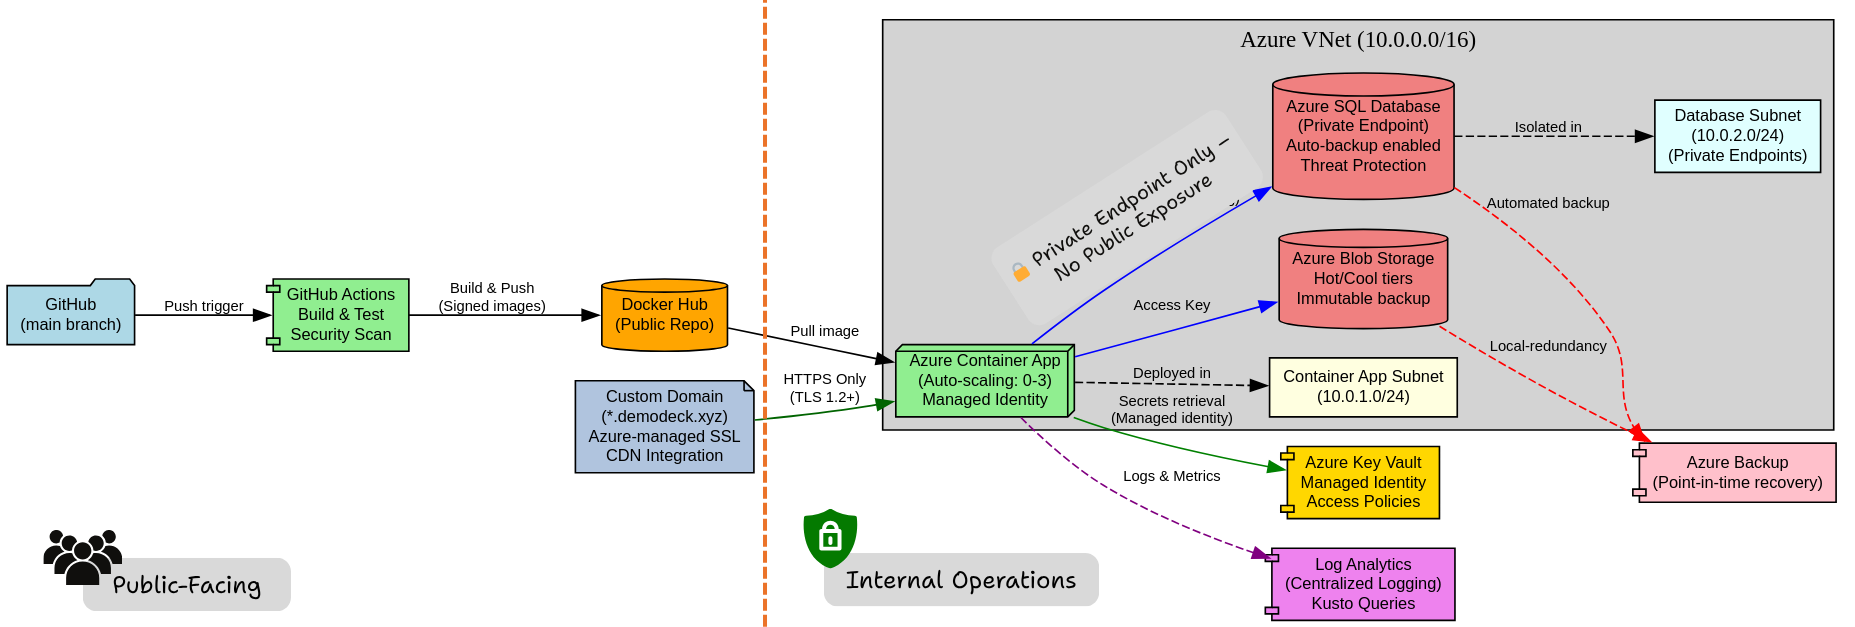 Azure VNet (10.0.0.0/16)
GitHub
(main branch)
Push trigger
GitHub Actions
Build & Test
Security Scan
Build & Push
(Signed images)
Docker Hub
(Public Repo)
Pull image
Custom Domain
(*.demodeck.xyz)
Azure-managed SSL
CDN Integration
HTTPS Only
(TLS 1.2+)
Azure Container App
(Auto-scaling: 0-3)
Managed Identity
Private Endpoint Only –
No Public Exposure
Azure SQL Database
(Private Endpoint)
Auto-backup enabled
Threat Protection
Isolated in
Database Subnet
(10.0.2.0/24)
(Private Endpoints)
Automated backup
Access Key
Azure Blob Storage
Hot/Cool tiers
Immutable backup
Local-redundancy
Deployed in
Container App Subnet
(10.0.1.0/24)
Secrets retrieval
(Managed identity)
Azure Key Vault
Managed Identity
Access Policies
Azure Backup
(Point-in-time recovery)
Logs & Metrics
Log Analytics
(Centralized Logging)
Kusto Queries
Public-Facing
Internal Operations